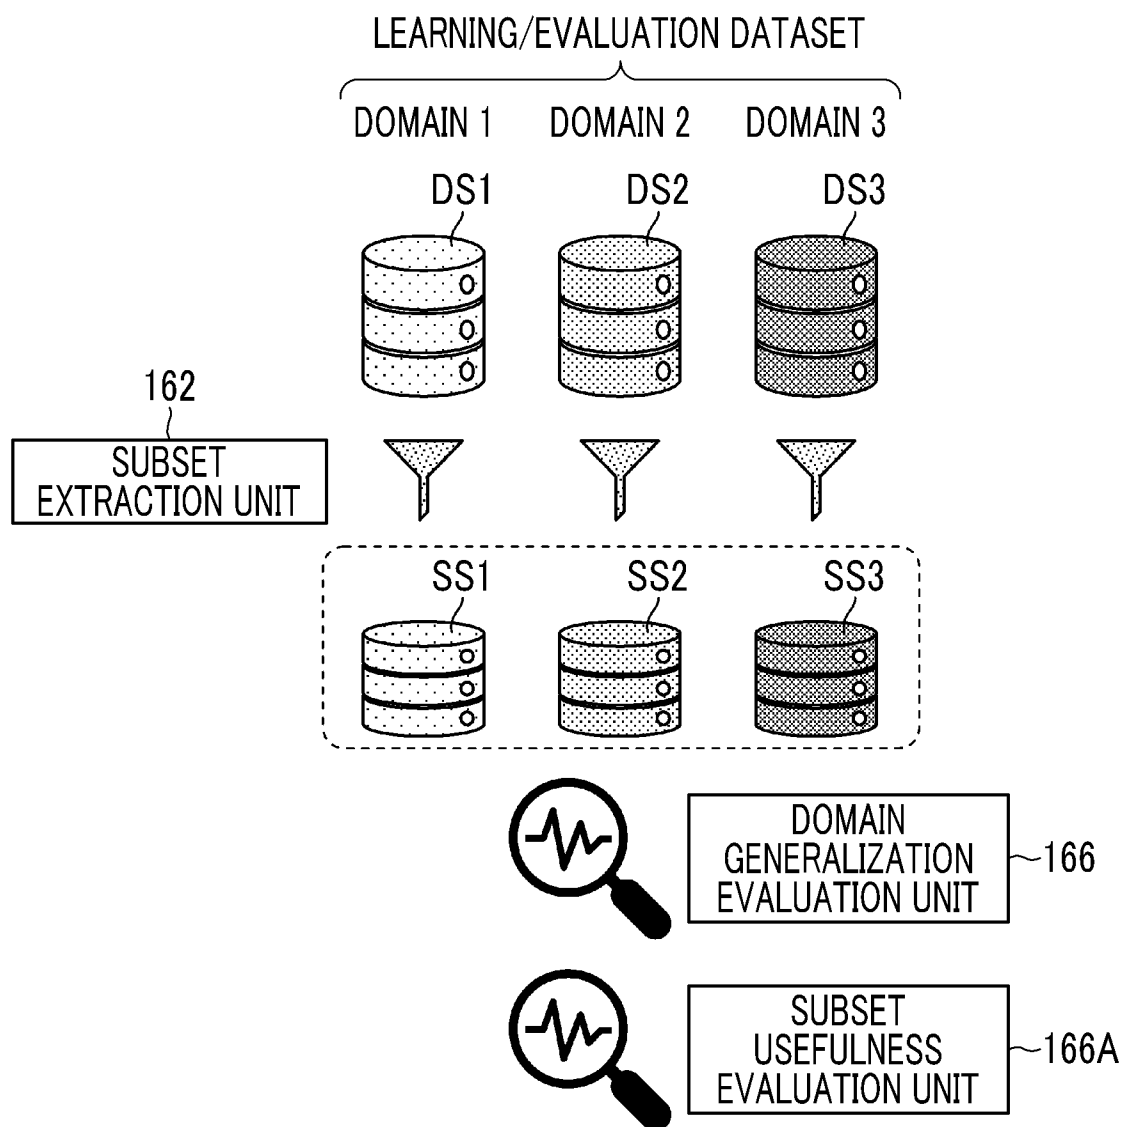 LEARNING/EVALUATION DATASET
DOMAIN 1 DOMAIN 2 DOMAIN 3
DS1 DS2 DS3
162
SUBSET
EXTRACTION UNIT
SS1 SS2 SS3
DOMAIN
GENERALIZATION
EVALUATION UNIT
166
SUBSET
USEFULNESS
EVALUATION UNIT
166A